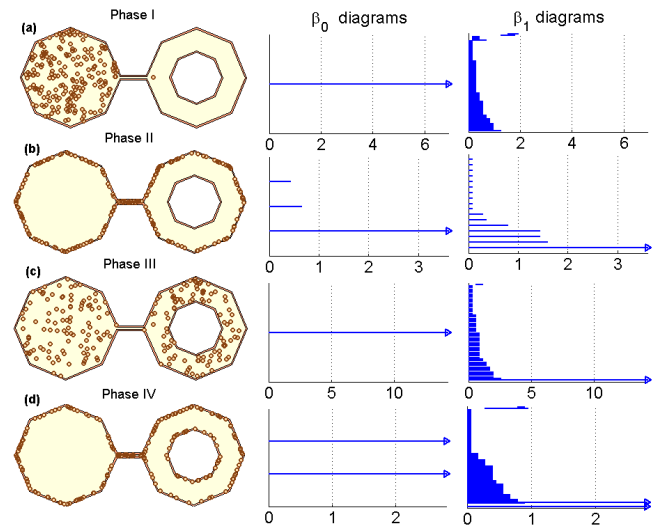 β0 diagrams
β1 diagrams
Phase I
(a)
0 2 4 6
0 2 4 6
Phase II
(b)
0 1 2 3
0 1 2 3
(c)
Phase III
0 5 10
0 5 10
Phase IV
(d)
0 1 2
0 1 2